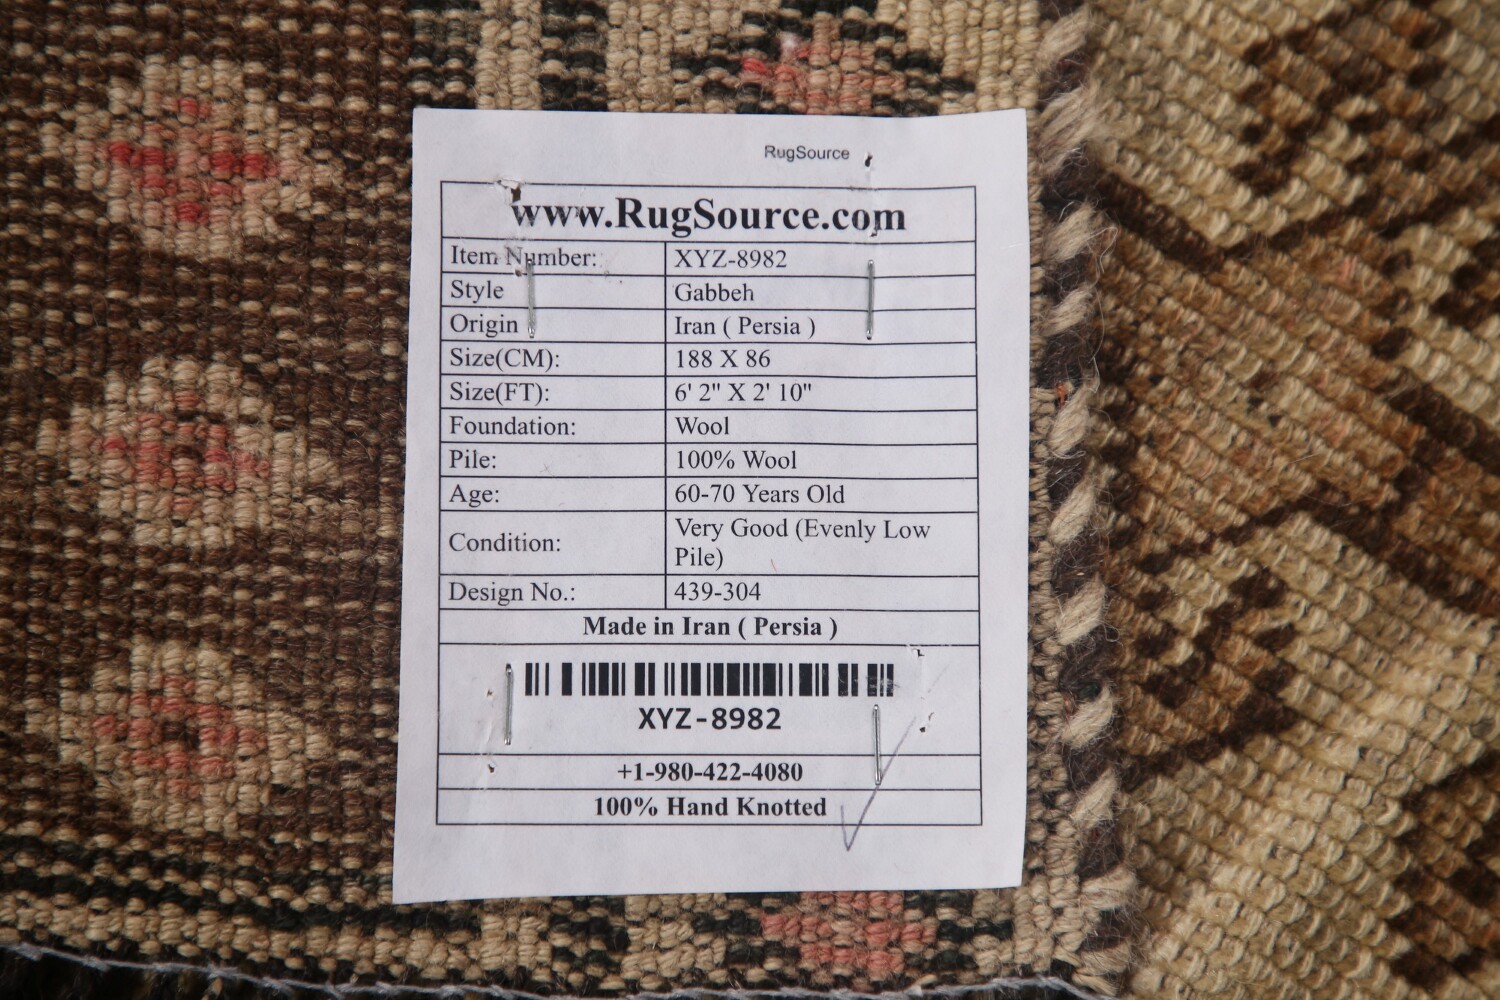 RugSource
www.RugSource.com
Item Number: XYZ-8982
Style Gabbeh
Origin Iran ( Persia )
Size(CM): 188 X 86
Size(FT): 6' 2" X 2' 10"
Foundation: Wool
Pile: 100% Wool
Age: 60-70 Years Old
Condition: Very Good (Evenly Low
Pile)
Design No.: 439-304
Made in Iran ( Persia )
XYZ-8982
+1-980-422-4080
100% Hand Knotted